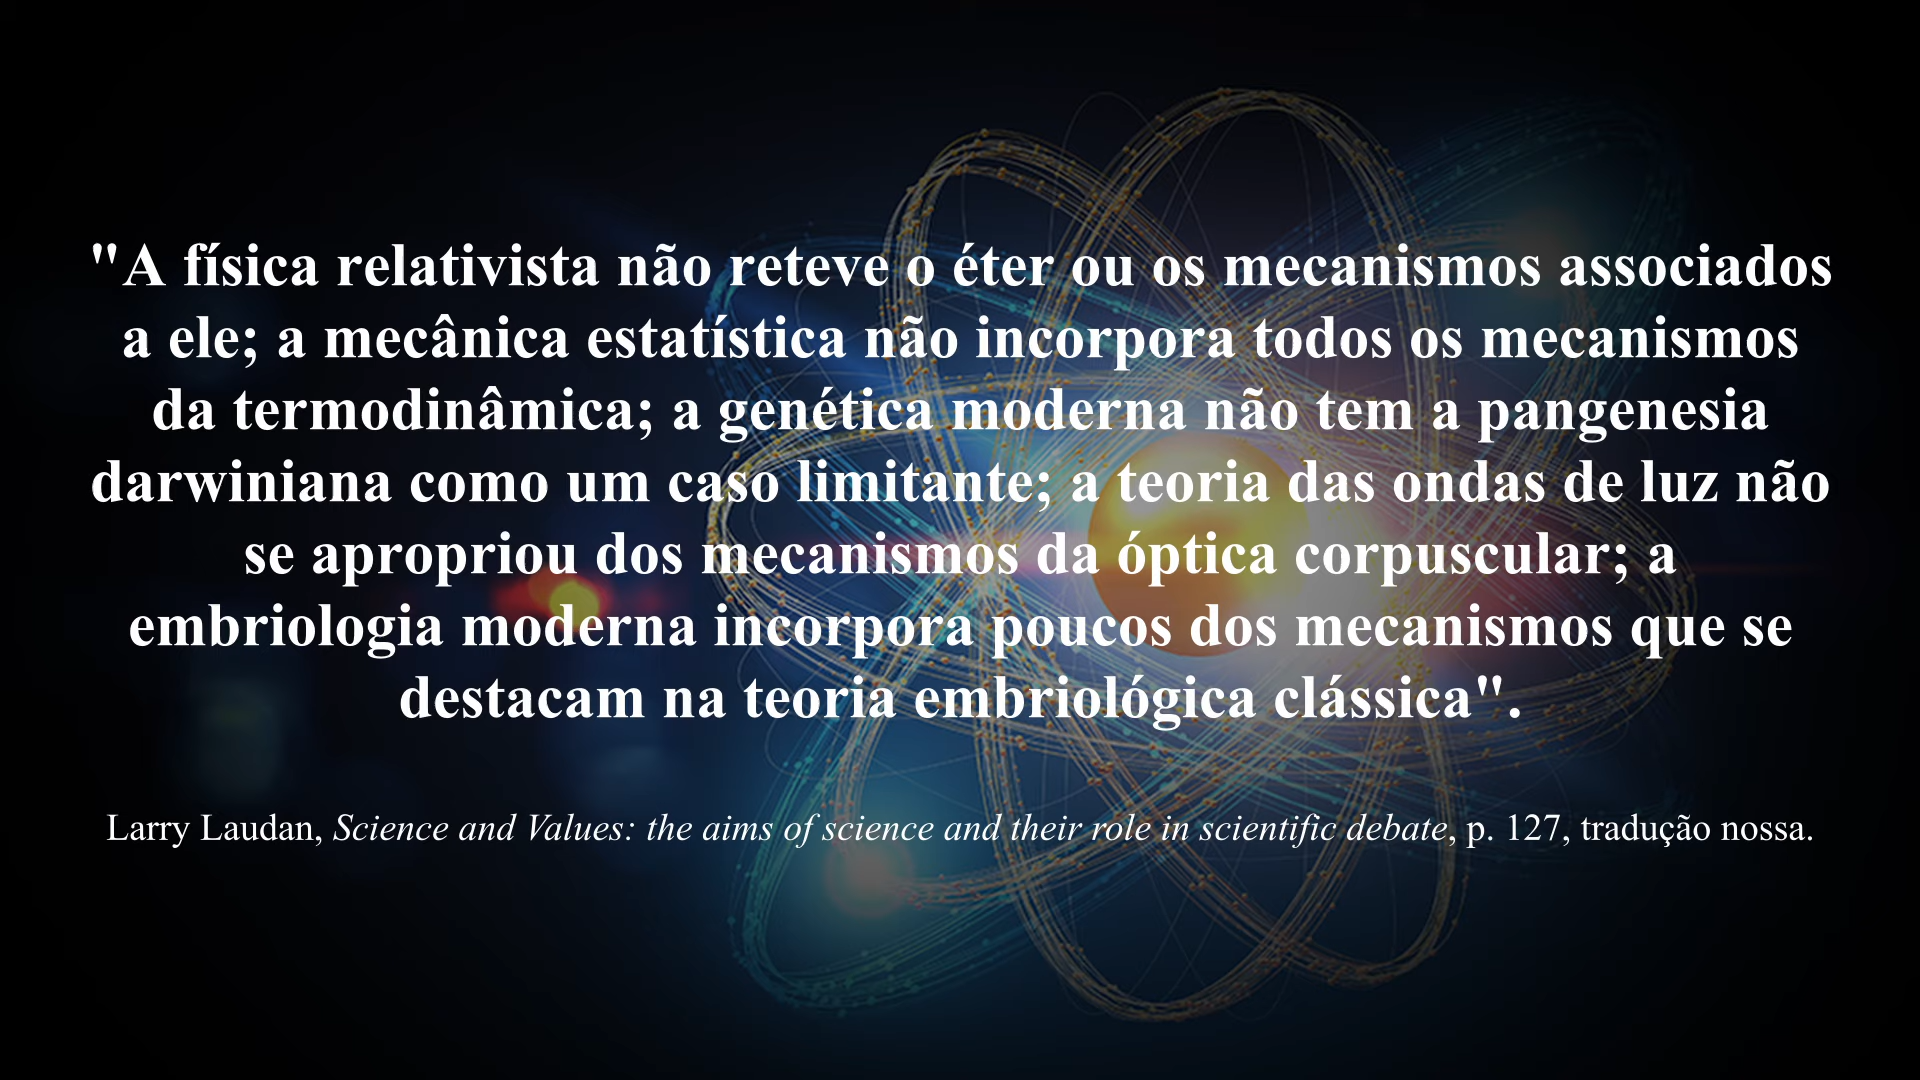 "A física relativista não reteve o éter ou os mecanismos associados
a ele; a mecânica estatística não incorpora todos os mecanismos
da termodinâmica; a genética moderna não tem a pangenesia
darwiniana como um caso limitante; a teoria das ondas de luz não
se apropriou dos mecanismos da óptica corpuscular; a
embriologia moderna incorpora poucos dos mecanismos que se
destacam na teoria embriológica clássica".
Larry Laudan, Science and Values: the aims of science and their role in scientific debate, p. 127, tradução nossa.